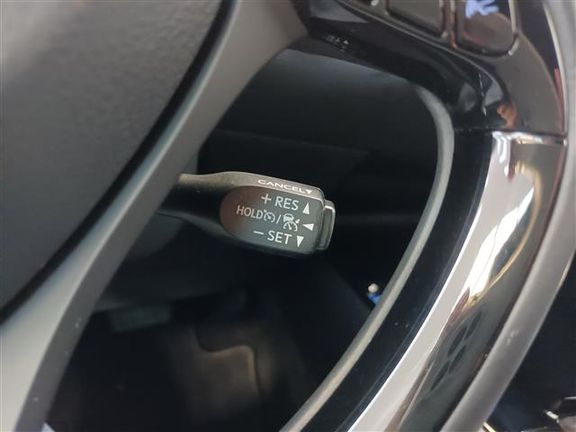 CANCEL▼
+ RES ▲
HOLD / ◄
− SET ▼